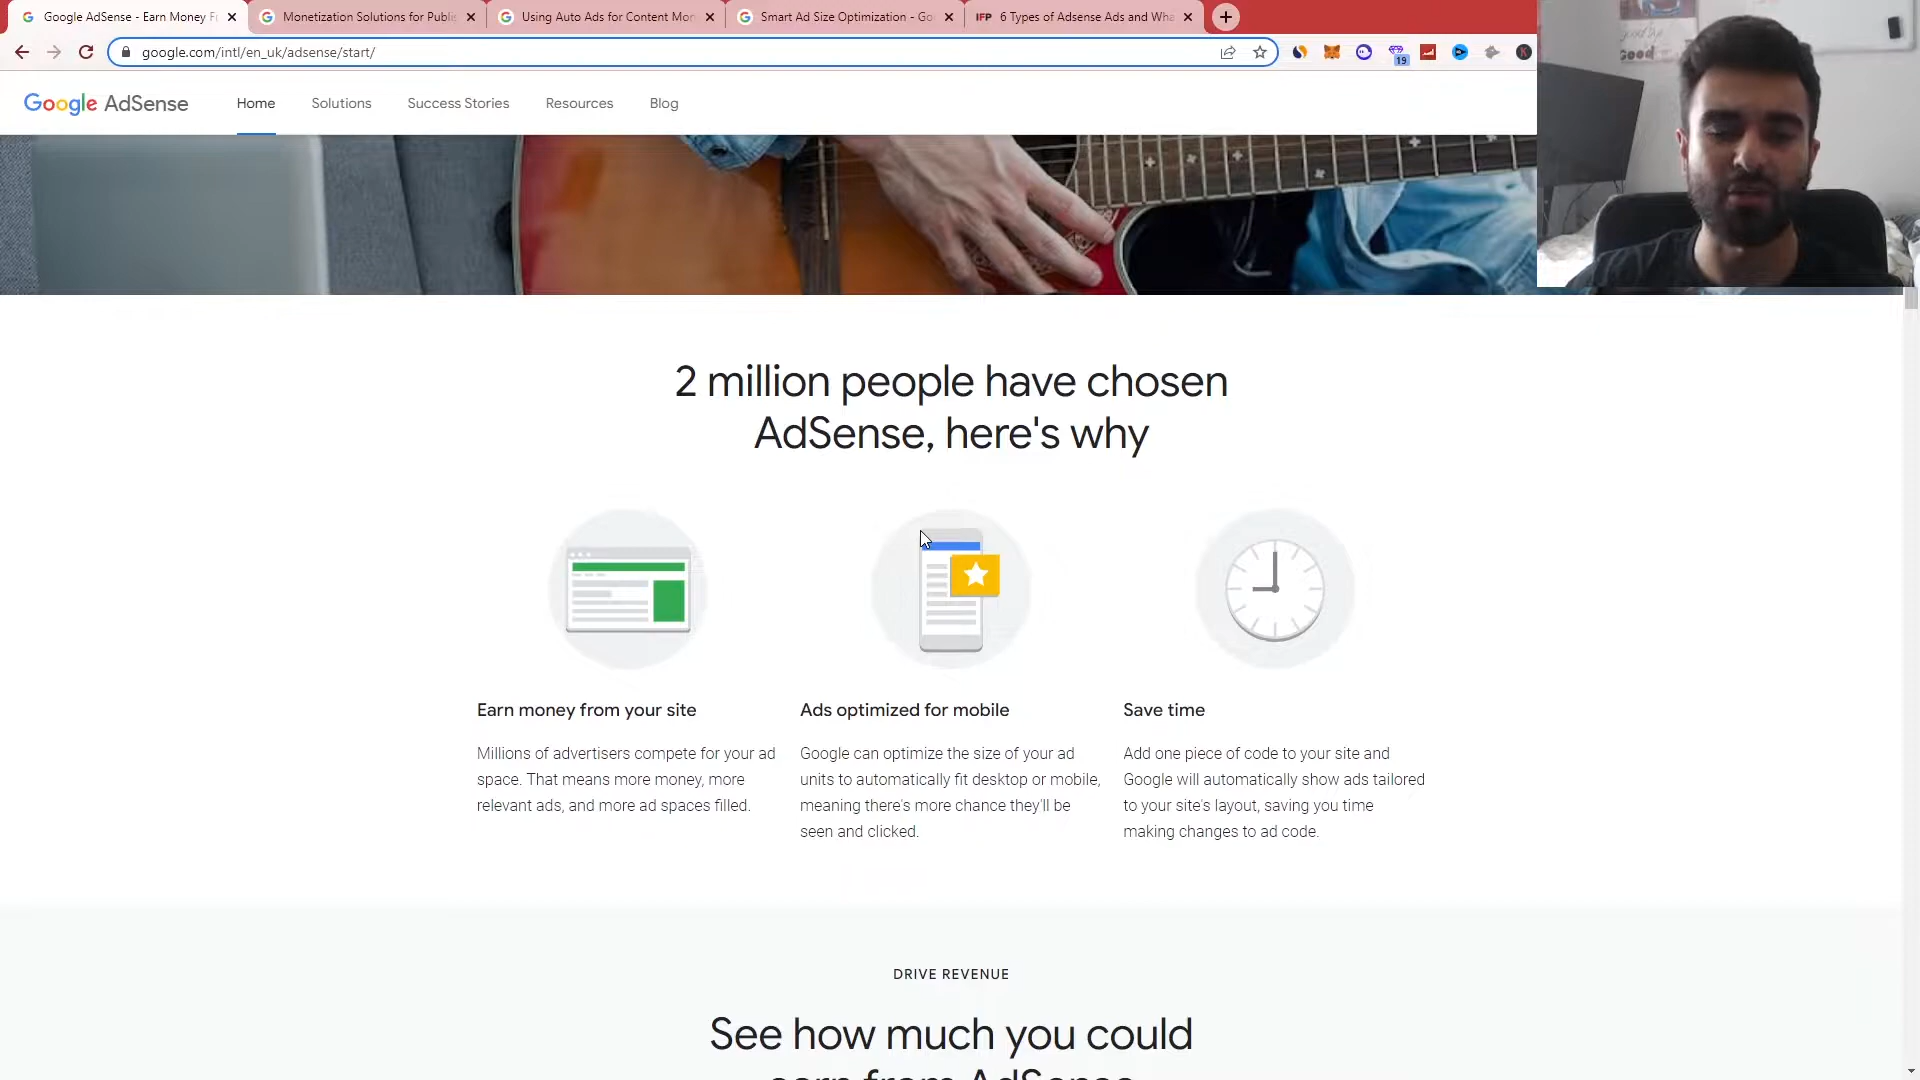 Google AdSense - Earn Money F
Monetization Solutions for Publis
Using Auto Ads for Content Mon
Smart Ad Size Optimization - Go
IFP
6 Types of Adsense Ads and Wha
google.com/intl/en_uk/adsense/start/
19
Google AdSense
Home
Solutions
Success Stories
Resources
Blog
2 million people have chosen
AdSense, here's why
Earn money from your site
Millions of advertisers compete for your ad
space. That means more money, more
relevant ads, and more ad spaces filled.
Ads optimized for mobile
Google can optimize the size of your ad
units to automatically fit desktop or mobile,
meaning there's more chance they'll be
seen and clicked.
Save time
Add one piece of code to your site and
Google will automatically show ads tailored
to your site's layout, saving you time
making changes to ad code.
DRIVE REVENUE
See how much you could
earn from AdSense